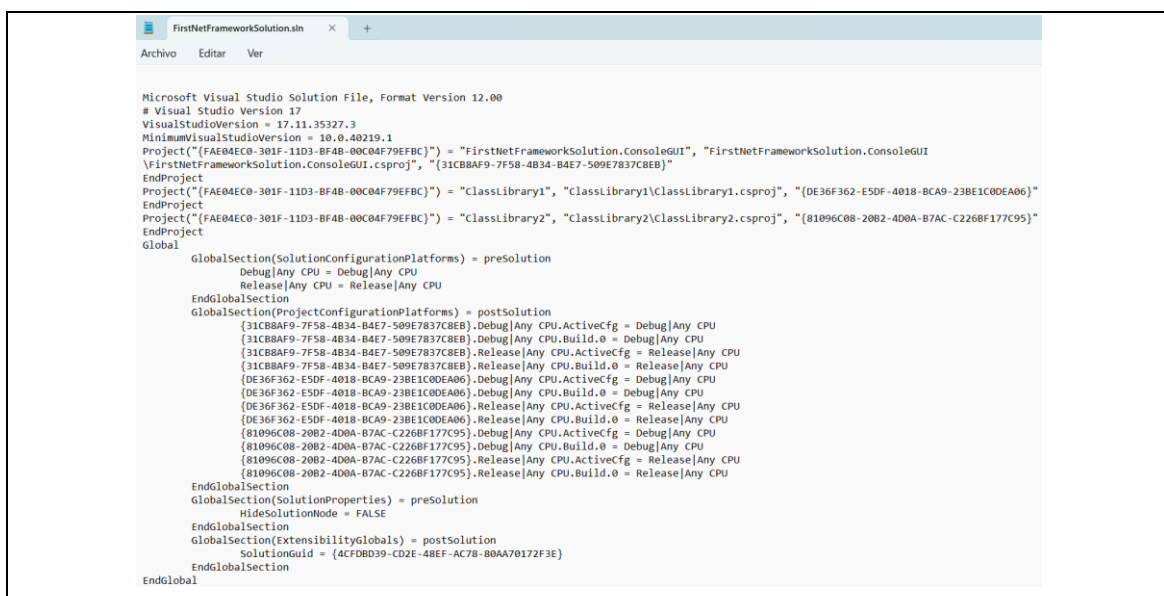 FirstNetFrameworkSolution.sln
Archivo Editar Ver
Microsoft Visual Studio Solution File, Format Version 12.00
# Visual Studio Version 17
VisualStudioVersion = 17.11.35327.3
MinimumVisualStudioVersion = 10.0.40219.1
Project("{FAE04EC0-301F-11D3-BF4B-00C04F79EFBC}") = "FirstNetFrameworkSolution.ConsoleGUI", "FirstNetFrameworkSolution.ConsoleGUI
\FirstNetFrameworkSolution.ConsoleGUI.csproj", "{31CB8AF9-7F58-4B34-B4E7-509E7837C8EB}"
EndProject
Project("{FAE04EC0-301F-11D3-BF4B-00C04F79EFBC}") = "ClassLibrary1", "ClassLibrary1\ClassLibrary1.csproj", "{DE36F362-E5DF-4018-BCA9-23BE1C0DEA06}"
EndProject
Project("{FAE04EC0-301F-11D3-BF4B-00C04F79EFBC}") = "ClassLibrary2", "ClassLibrary2\ClassLibrary2.csproj", "{81096C08-20B2-4D0A-B7AC-C226BF177C95}"
EndProject
Global
GlobalSection(SolutionConfigurationPlatforms) = preSolution
Debug|Any CPU = Debug|Any CPU
Release|Any CPU = Release|Any CPU
EndGlobalSection
GlobalSection(ProjectConfigurationPlatforms) = postSolution
{31CB8AF9-7F58-4B34-B4E7-509E7837C8EB}.Debug|Any CPU.ActiveCfg = Debug|Any CPU
{31CB8AF9-7F58-4B34-B4E7-509E7837C8EB}.Debug|Any CPU.Build.0 = Debug|Any CPU
{31CB8AF9-7F58-4B34-B4E7-509E7837C8EB}.Release|Any CPU.ActiveCfg = Release|Any CPU
{31CB8AF9-7F58-4B34-B4E7-509E7837C8EB}.Release|Any CPU.Build.0 = Release|Any CPU
{DE36F362-E5DF-4018-BCA9-23BE1C0DEA06}.Debug|Any CPU.ActiveCfg = Debug|Any CPU
{DE36F362-E5DF-4018-BCA9-23BE1C0DEA06}.Debug|Any CPU.Build.0 = Debug|Any CPU
{DE36F362-E5DF-4018-BCA9-23BE1C0DEA06}.Release|Any CPU.ActiveCfg = Release|Any CPU
{DE36F362-E5DF-4018-BCA9-23BE1C0DEA06}.Release|Any CPU.Build.0 = Release|Any CPU
{81096C08-20B2-4D0A-B7AC-C226BF177C95}.Debug|Any CPU.ActiveCfg = Debug|Any CPU
{81096C08-20B2-4D0A-B7AC-C226BF177C95}.Debug|Any CPU.Build.0 = Debug|Any CPU
{81096C08-20B2-4D0A-B7AC-C226BF177C95}.Release|Any CPU.ActiveCfg = Release|Any CPU
{81096C08-20B2-4D0A-B7AC-C226BF177C95}.Release|Any CPU.Build.0 = Release|Any CPU
EndGlobalSection
GlobalSection(SolutionProperties) = preSolution
HideSolutionNode = FALSE
EndGlobalSection
GlobalSection(ExtensibilityGlobals) = postSolution
SolutionGuid = {4CFDBD39-CD2E-48EF-AC78-80AA70172F3E}
EndGlobalSection
EndGlobal